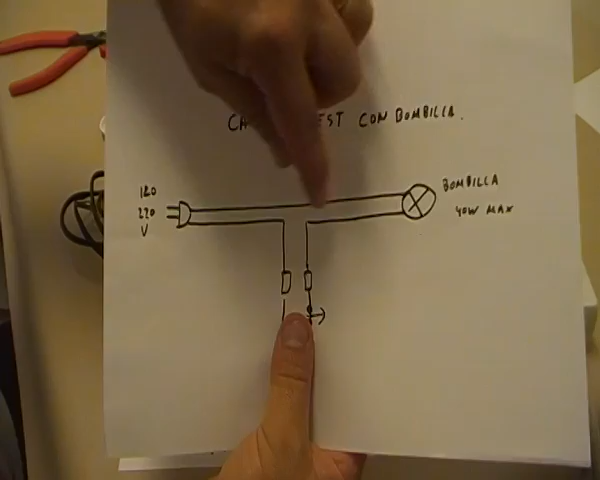 EST CON BOMBILLA.
120
220
V
BOMBILLA
40W MAX